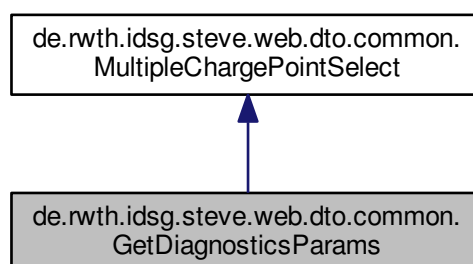 de.rwth.idsg.steve.web.dto.common.
MultipleChargePointSelect
de.rwth.idsg.steve.web.dto.common.
GetDiagnosticsParams